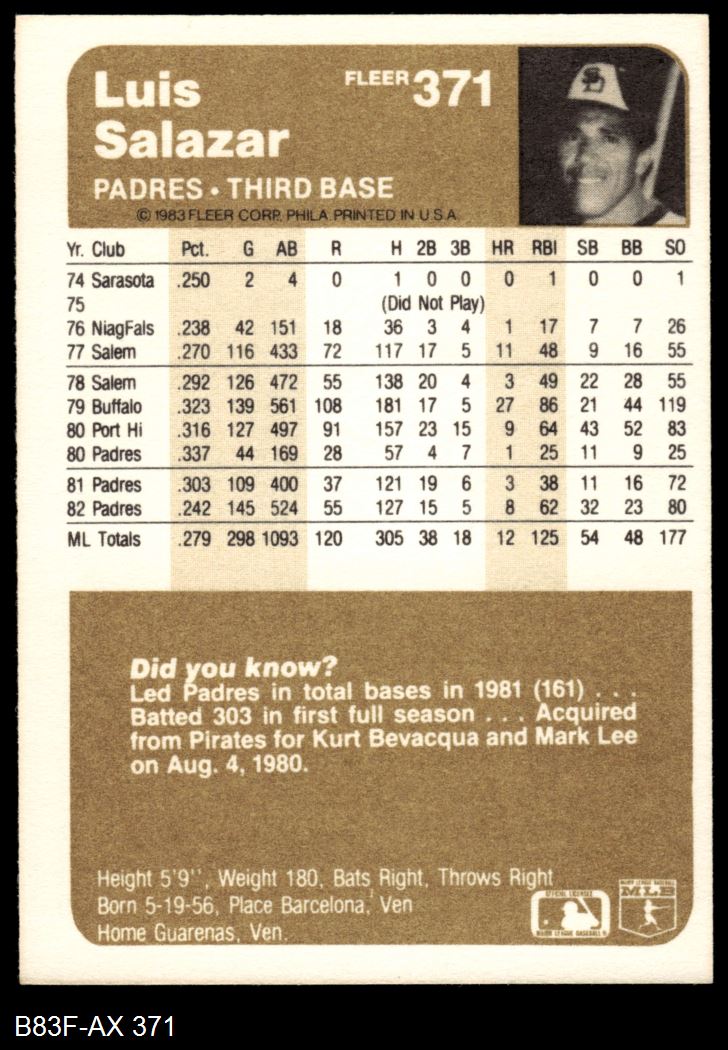 Luis
Salazar
FLEER 371
PADRES • THIRD BASE
© 1983 FLEER CORP. PHILA PRINTED IN U.S.A.
Yr. Club Pct. G AB R H 2B 3B HR RBI SB BB SO
74 Sarasota .250 2 4 0 1 0 0 0 1 0 0 1
75 (Did Not Play)
76 NiagFals .238 42 151 18 36 3 4 1 17 7 7 26
77 Salem .270 116 433 72 117 17 5 11 48 9 16 55
78 Salem .292 126 472 55 138 20 4 3 49 22 28 55
79 Buffalo .323 139 561 108 181 17 5 27 86 21 44 119
80 Port Hi .316 127 497 91 157 23 15 9 64 43 52 83
80 Padres .337 44 169 28 57 4 7 1 25 11 9 25
81 Padres .303 109 400 37 121 19 6 3 38 11 16 72
82 Padres .242 145 524 55 127 15 5 8 62 32 23 80
ML Totals .279 298 1093 120 305 38 18 12 125 54 48 177
Did you know?
Led Padres in total bases in 1981 (161) . . .
Batted 303 in first full season . . . Acquired
from Pirates for Kurt Bevacqua and Mark Lee
on Aug. 4, 1980.
Height 5'9'', Weight 180, Bats Right, Throws Right
Born 5-19-56, Place Barcelona, Ven
Home Guarenas, Ven.
OFFICIAL LICENSEE
MAJOR LEAGUE BASEBALL
MAJOR LEAGUE BASEBALL
MLB
B83F-AX 371